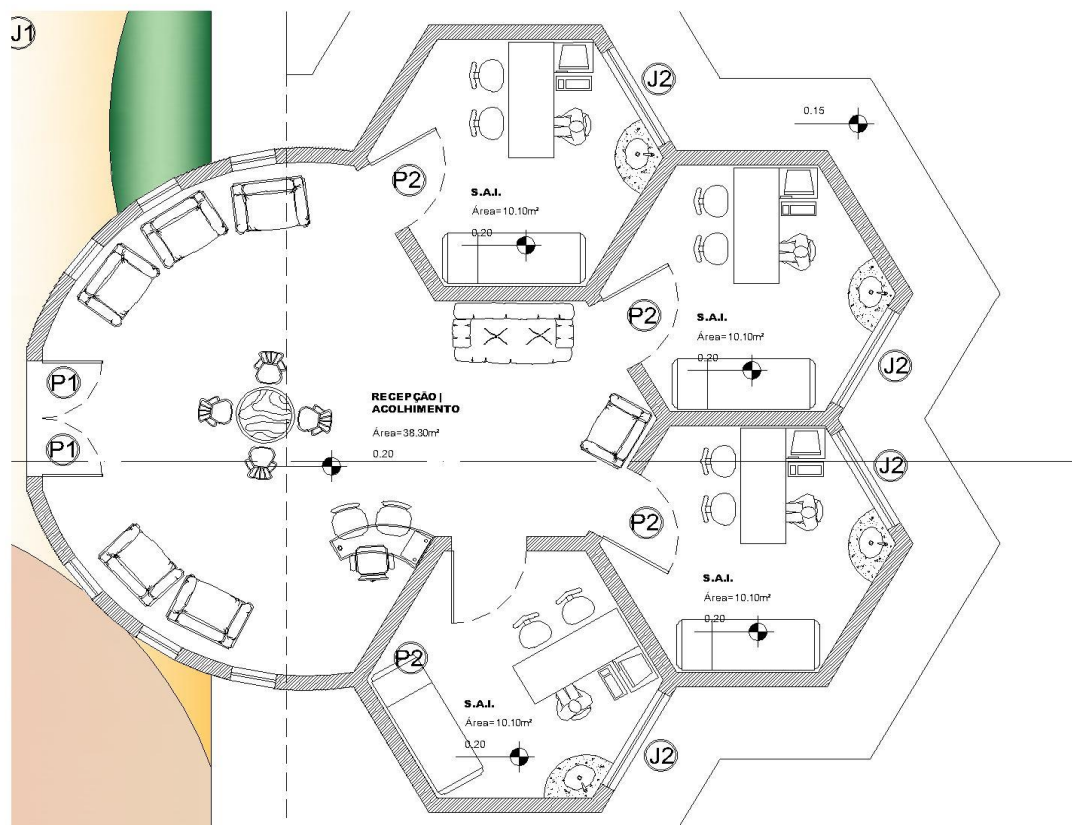 J1
J2
0.15
P2
S.A.I.
Área=10.10m²
0.20
P2
S.A.I.
Área=10.10m²
0.20
J2
P1
RECEPÇÃO |
ACOLHIMENTO
Área=38.30m²
0.20
P1
J2
P2
S.A.I.
Área=10.10m²
0.20
P2
S.A.I.
Área=10.10m²
0.20
J2